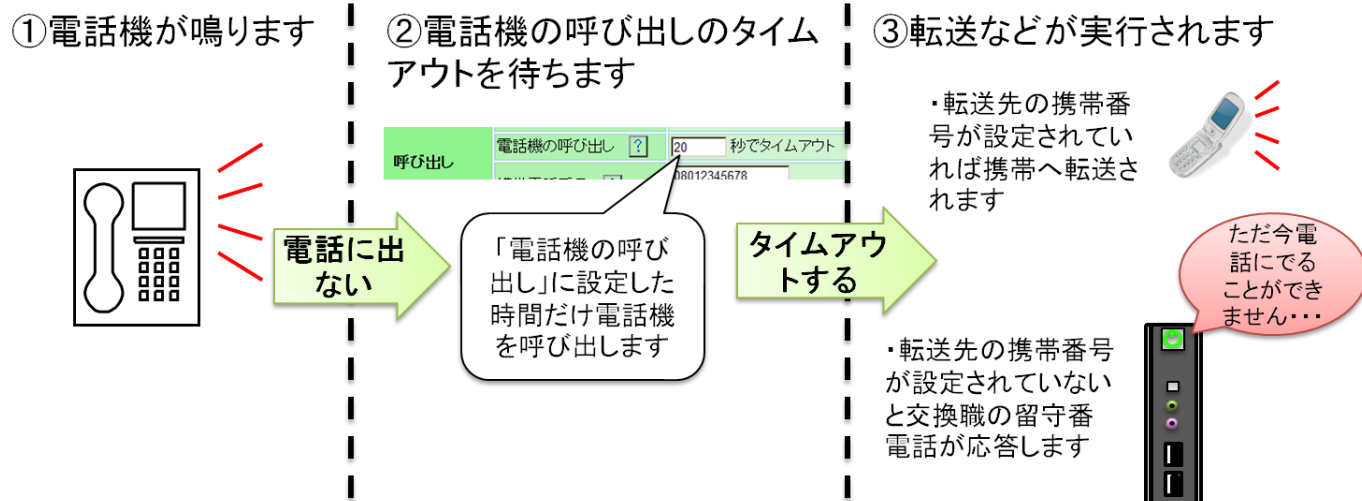 ①電話機が鳴ります
②電話機の呼び出しのタイム
アウトを待ちます
呼び出し
電話機の呼び出し ? 20 秒でタイムアウト
08012345678
電話に出
ない
「電話機の呼び
出し」に設定した
時間だけ電話機
を呼び出します
タイムアウ
トする
③転送などが実行されます
・転送先の携帯番
号が設定されてい
れば携帯へ転送さ
れます
ただ今電
話にでる
ことができ
ません・・・
・転送先の携帯番号
が設定されていない
と交換職の留守番
電話が応答します